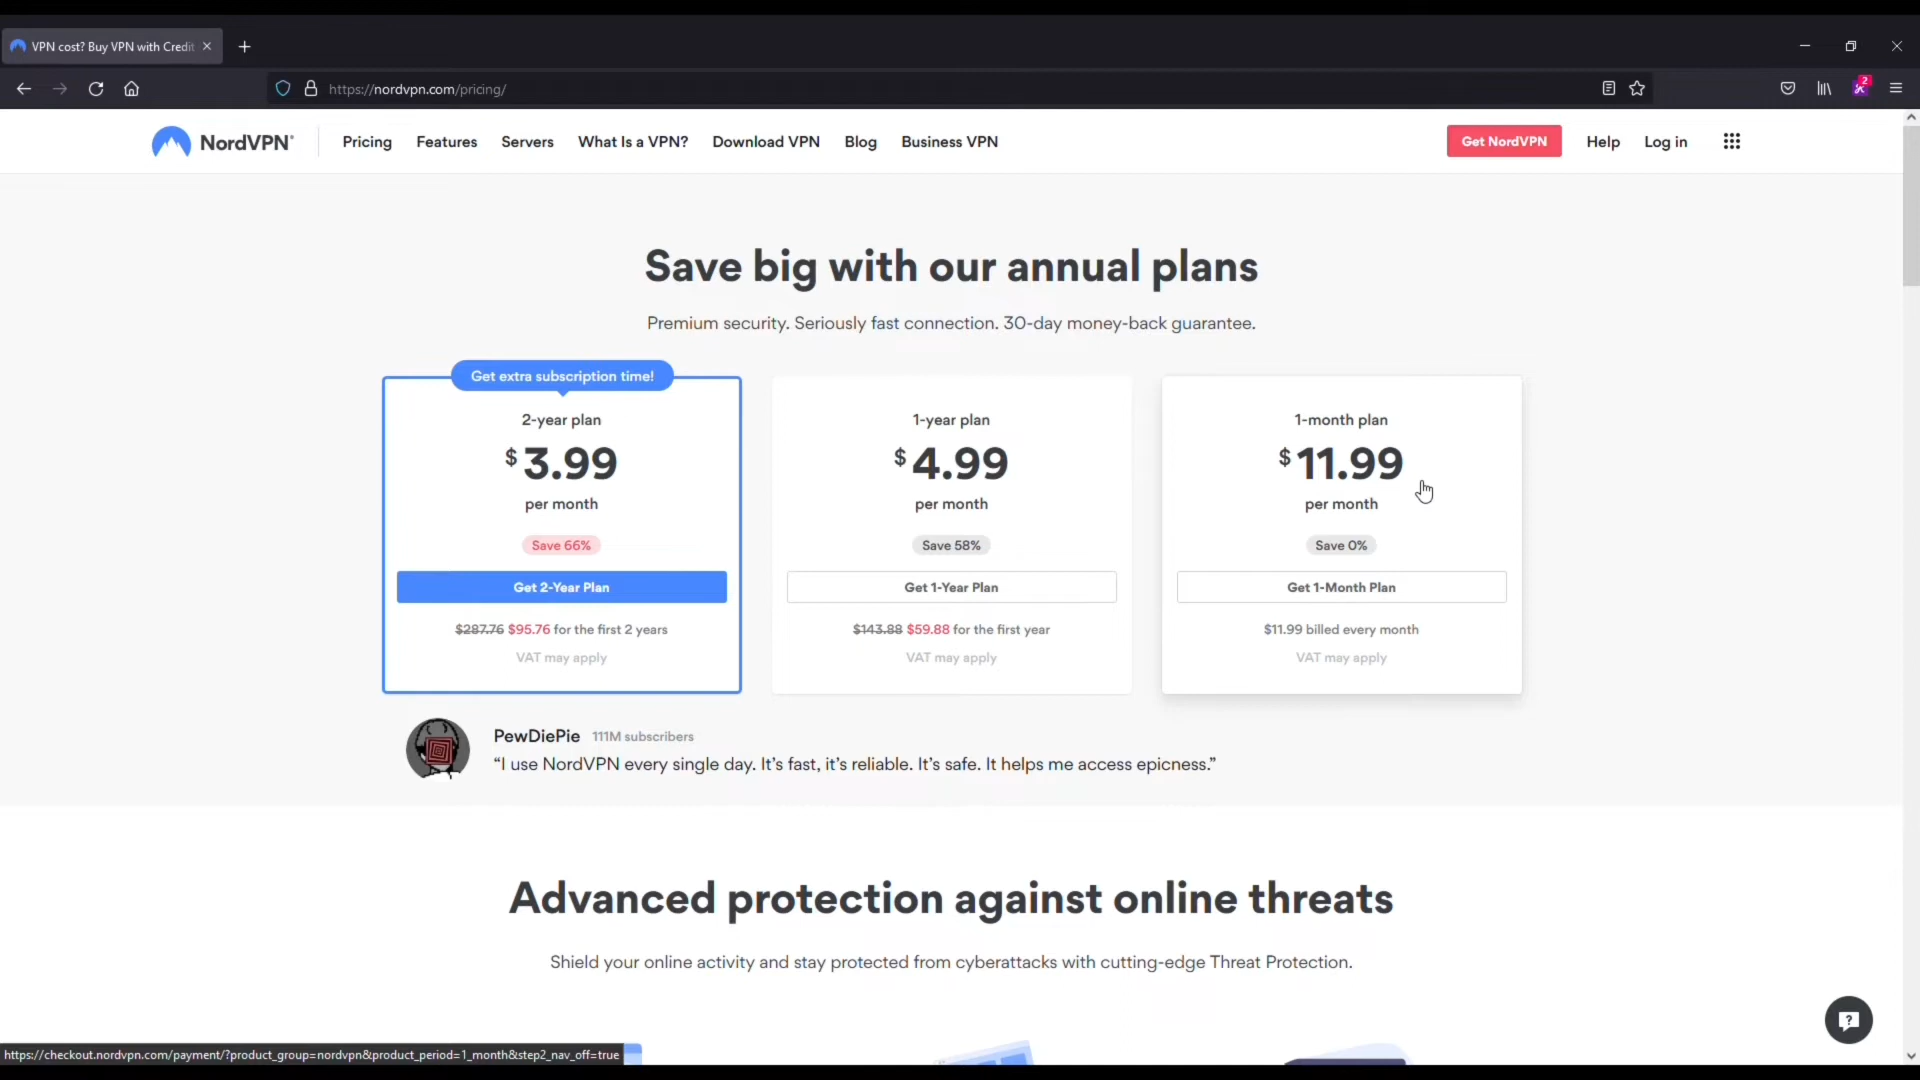 VPN cost? Buy VPN with Credit
https://nordvpn.com/pricing/
2
NordVPN®
Pricing
Features
Servers
What Is a VPN?
Download VPN
Blog
Business VPN
Get NordVPN
Help
Log in
Save big with our annual plans
Premium security. Seriously fast connection. 30-day money-back guarantee.
Get extra subscription time!
2-year plan
$3.99
per month
Save 66%
Get 2-Year Plan
$287.76 $95.76 for the first 2 years
VAT may apply
1-year plan
$4.99
per month
Save 58%
Get 1-Year Plan
$143.88 $59.88 for the first year
VAT may apply
1-month plan
$11.99
per month
Save 0%
Get 1-Month Plan
$11.99 billed every month
VAT may apply
PewDiePie 111M subscribers
“I use NordVPN every single day. It’s fast, it’s reliable. It’s safe. It helps me access epicness.”
Advanced protection against online threats
Shield your online activity and stay protected from cyberattacks with cutting-edge Threat Protection.
https://checkout.nordvpn.com/payment/?product_group=nordvpn&product_period=1_month&step2_nav_off=true